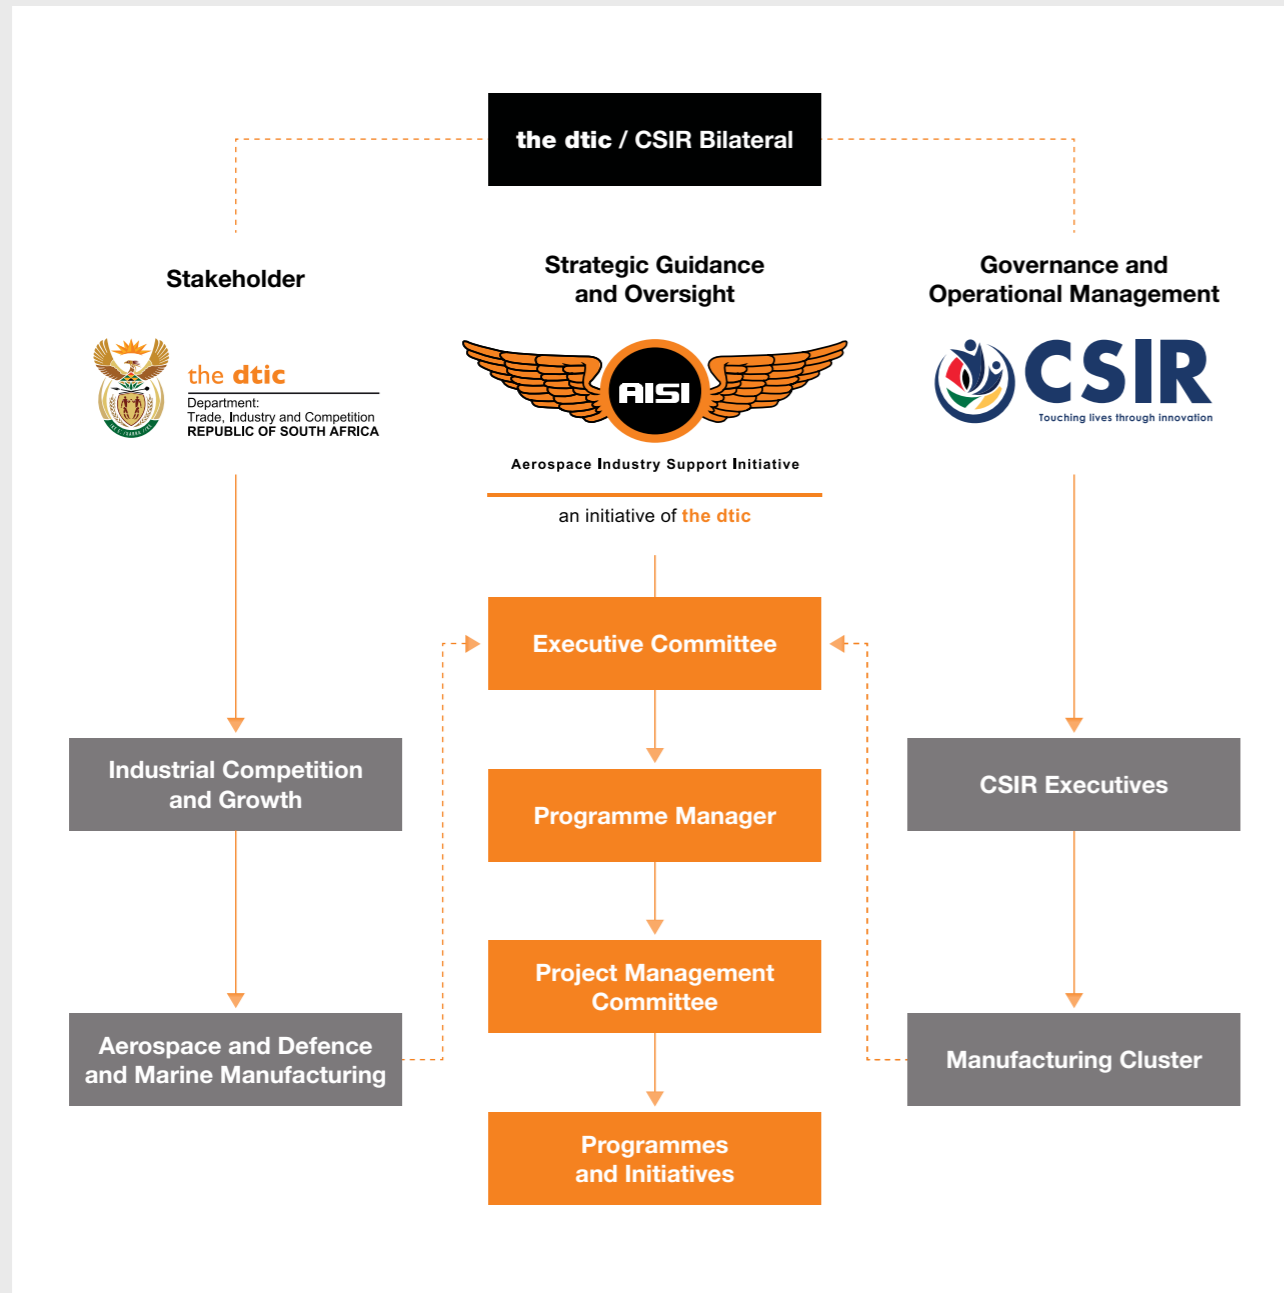 the dtic / CSIR Bilateral
Stakeholder
Strategic Guidance
and Oversight
Governance and
Operational Management
the dtic
Department:
Trade, Industry and Competition
REPUBLIC OF SOUTH AFRICA
AISI
Aerospace Industry Support Initiative
an initiative of the dtic
CSIR
Touching lives through innovation
Executive Committee
Industrial Competition
and Growth
Programme Manager
CSIR Executives
Project Management
Committee
Aerospace and Defence
and Marine Manufacturing
Manufacturing Cluster
Programmes
and Initiatives